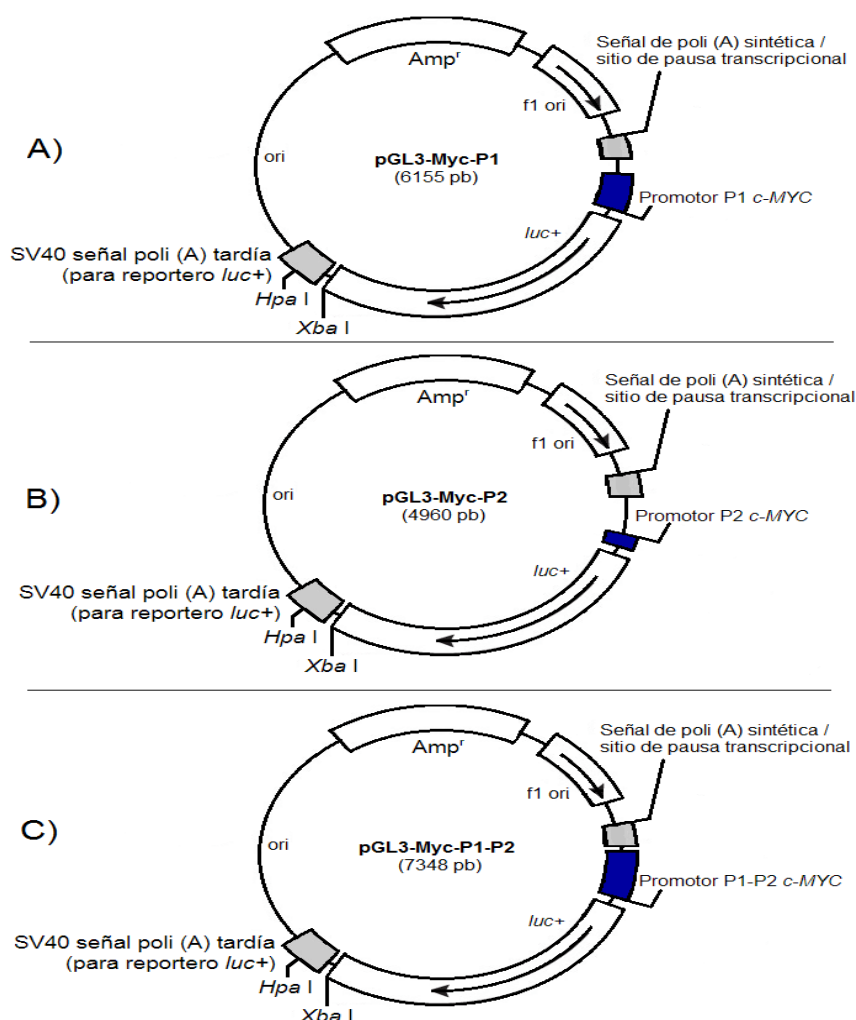 A)
Ampʳ
f1 ori
Señal de poli (A) sintética /
sitio de pausa transcripcional
ori
pGL3-Myc-P1
(6155 pb)
Promotor P1 c-MYC
luc+
SV40 señal poli (A) tardía
(para reportero luc+)
Hpa I
Xba I
B)
Ampʳ
f1 ori
Señal de poli (A) sintética /
sitio de pausa transcripcional
ori
pGL3-Myc-P2
(4960 pb)
Promotor P2 c-MYC
luc+
SV40 señal poli (A) tardía
(para reportero luc+)
Hpa I
Xba I
C)
Ampʳ
f1 ori
Señal de poli (A) sintética /
sitio de pausa transcripcional
ori
pGL3-Myc-P1-P2
(7348 pb)
Promotor P1-P2 c-MYC
luc+
SV40 señal poli (A) tardía
(para reportero luc+)
Hpa I
Xba I